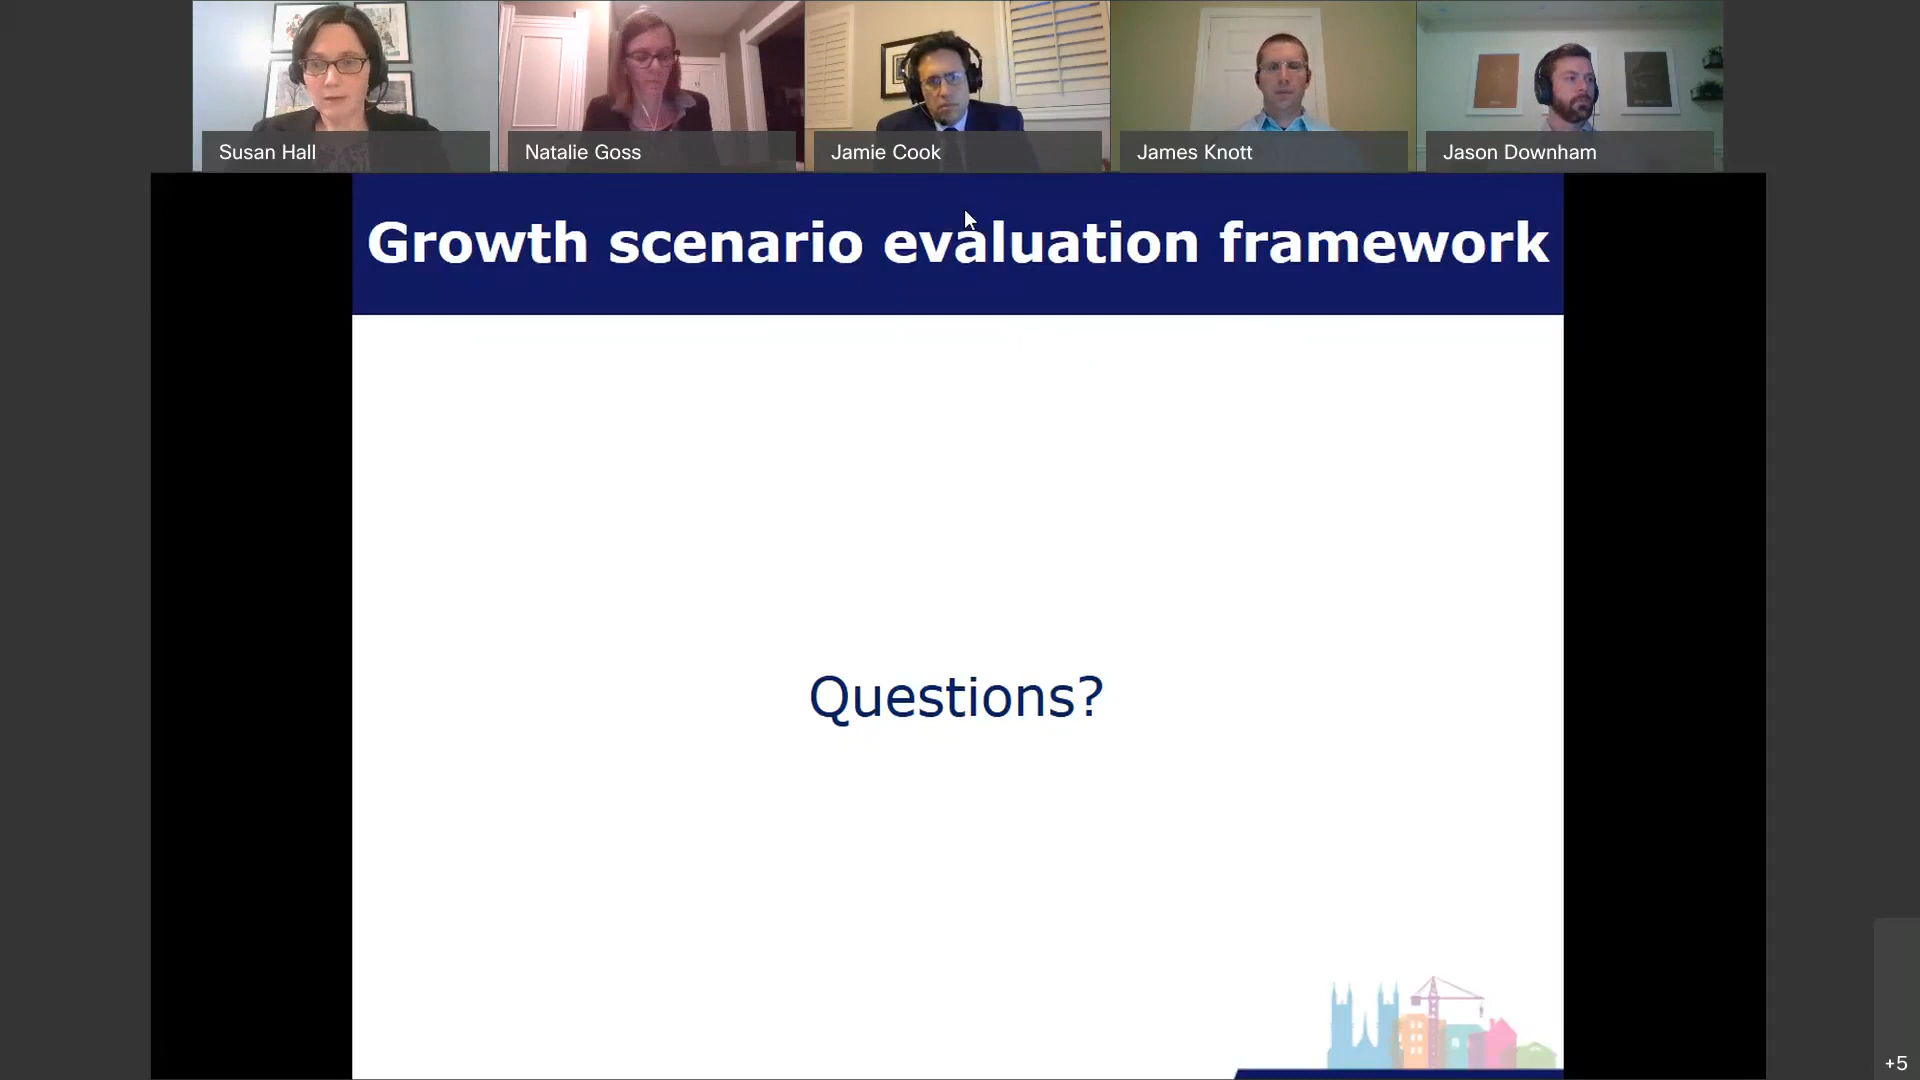 Susan Hall
Natalie Goss
Jamie Cook
James Knott
Jason Downham
Growth scenario evaluation framework
Questions?
+5